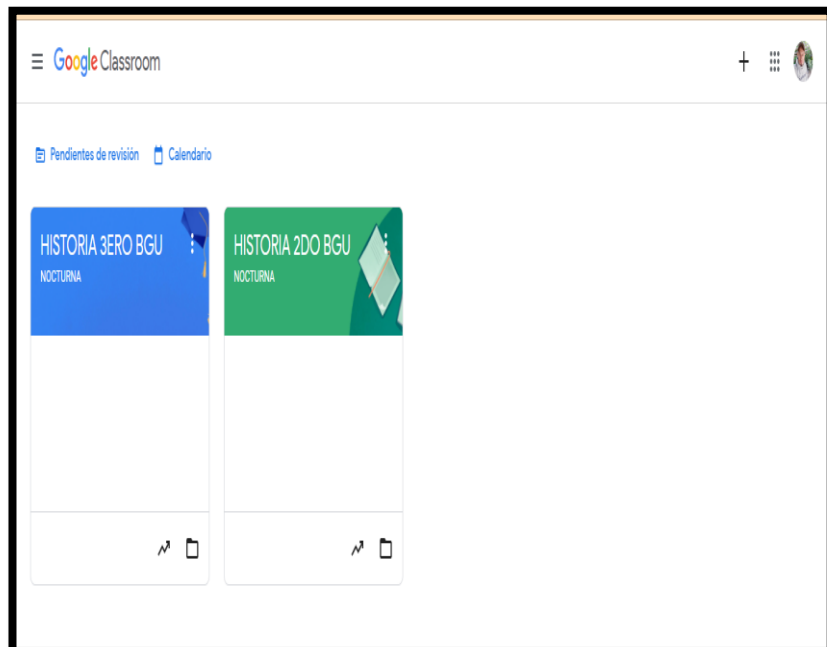 Google Classroom
Pendientes de revisión Calendario
HISTORIA 3ERO BGU
NOCTURNA
HISTORIA 2DO BGU
NOCTURNA